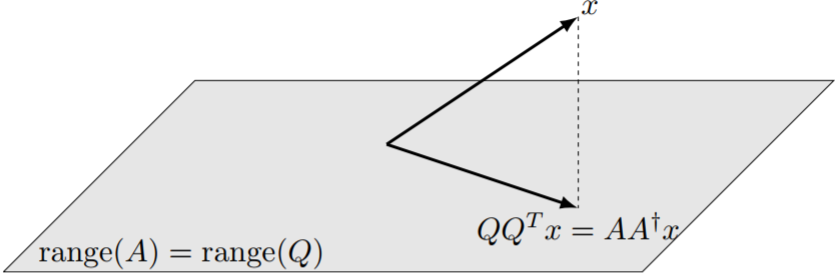 x
QQ^T x = AA^† x
range(A) = range(Q)